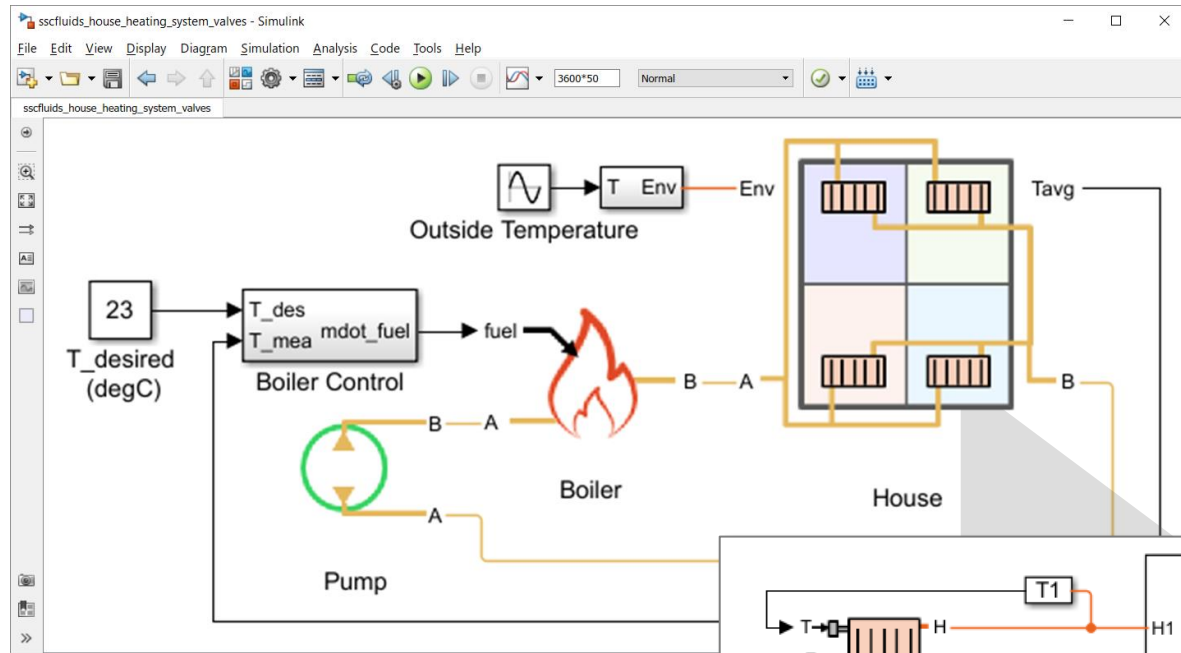 sscfluids_house_heating_system_valves - Simulink
File Edit View Display Diagram Simulation Analysis Code Tools Help
3600*50
Normal
sscfluids_house_heating_system_valves
T Env
Env
Tavg
Outside Temperature
23
T_des
T_mea
mdot_fuel
fuel
T_desired
(degC)
Boiler Control
B
A
B
B
A
Boiler
House
A
Pump
T1
T
H
H1